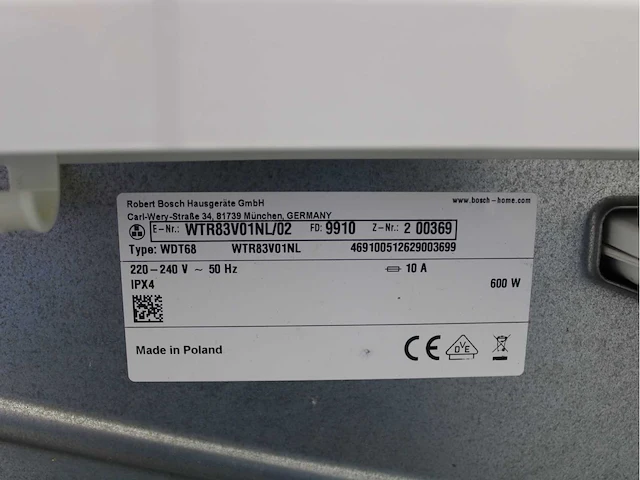 Robert Bosch Hausgeräte GmbH www.bosch-home.com
Carl-Wery-Straße 34, 81739 München, GERMANY
E-Nr.: WTR83V01NL/02 FD: 9910 Z-Nr.: 2 00369
Type: WDT68 WTR83V01NL 469100512629003699
220-240 V ~ 50 Hz 10 A
IPX4 600 W
Made in Poland CE DVE